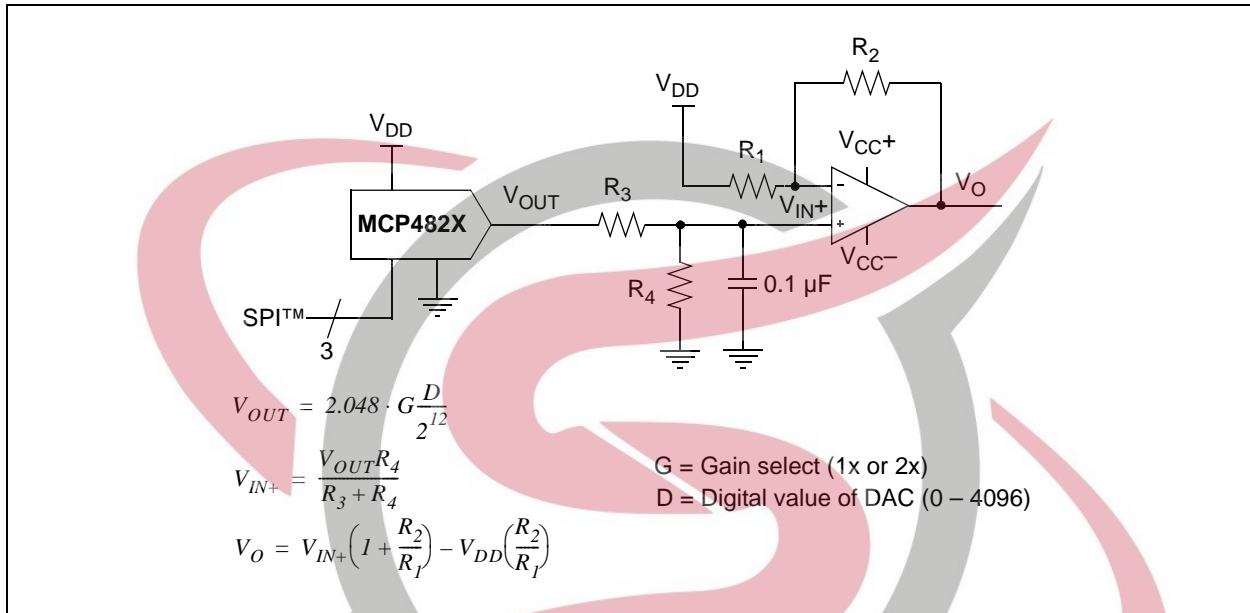 R2
VDD
VDD
R1
VCC+
VOUT
R3
VIN+
VO
MCP482X
-
+
VCC–
R4
0.1 µF
SPI™
3
VOUT = 2.048 · G D/2^12
VIN+ = VOUTR4/(R3 + R4)
G = Gain select (1x or 2x)
D = Digital value of DAC (0 – 4096)
VO = VIN+(1 + R2/R1) – VDD(R2/R1)